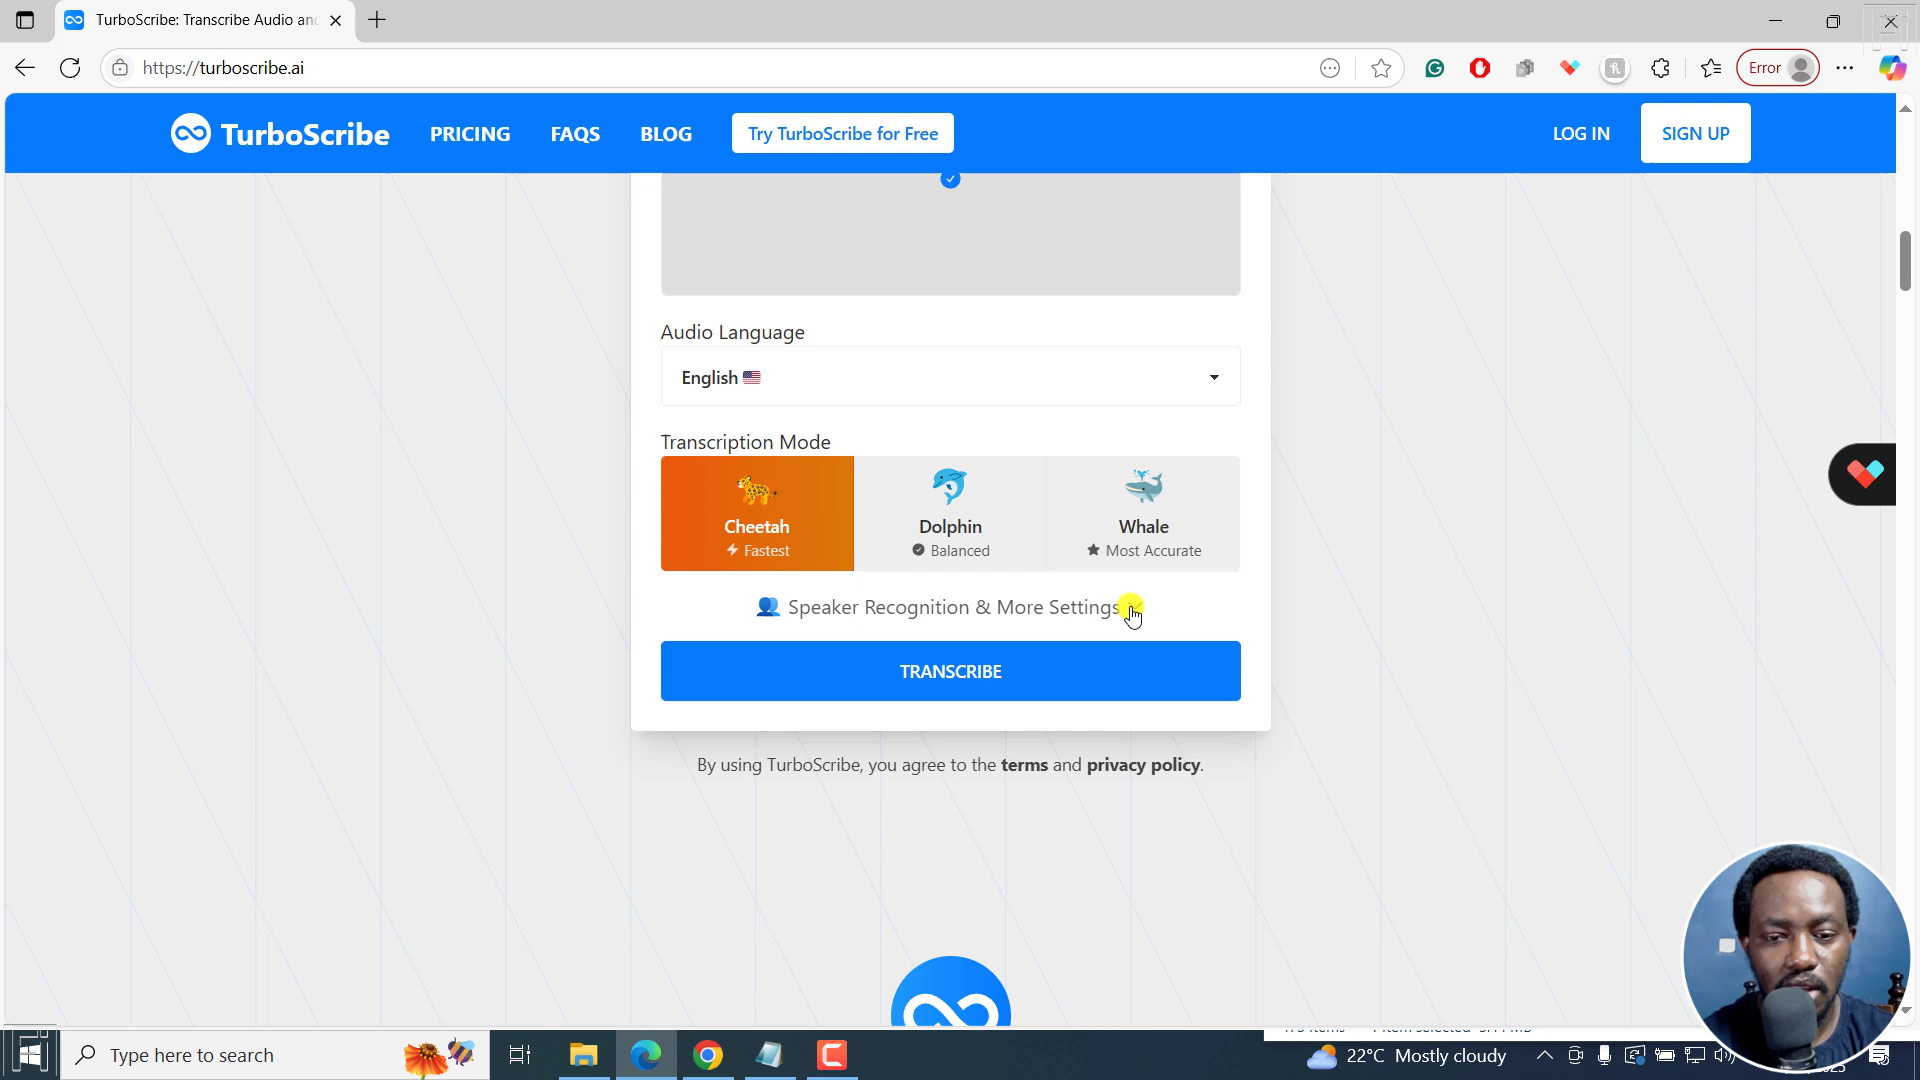 TurboScribe: Transcribe Audio an
https://turboscribe.ai
Error
TurboScribe
PRICING
FAQS
BLOG
Try TurboScribe for Free
LOG IN
SIGN UP
Audio Language
English
Transcription Mode
Cheetah
Fastest
Dolphin
Balanced
Whale
Most Accurate
Speaker Recognition & More Settings
TRANSCRIBE
By using TurboScribe, you agree to the terms and privacy policy.
Type here to search
22°C Mostly cloudy